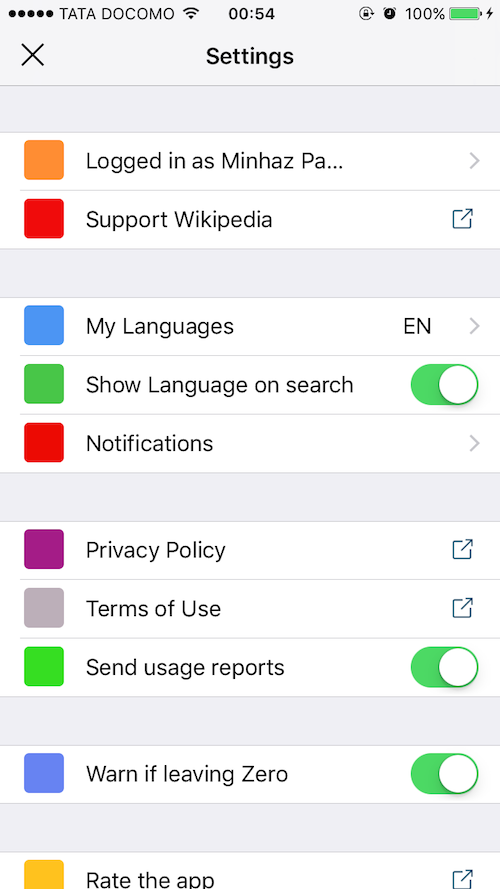 TATA DOCOMO 00:54 100%
Settings
Logged in as Minhaz Pa...
Support Wikipedia
My Languages EN
Show Language on search
Notifications
Privacy Policy
Terms of Use
Send usage reports
Warn if leaving Zero
Rate the app